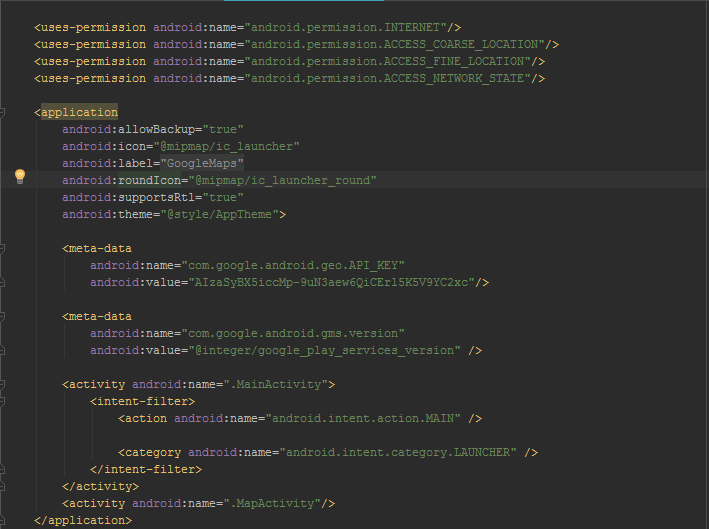 <uses-permission android:name="android.permission.INTERNET"/>
<uses-permission android:name="android.permission.ACCESS_COARSE_LOCATION"/>
<uses-permission android:name="android.permission.ACCESS_FINE_LOCATION"/>
<uses-permission android:name="android.permission.ACCESS_NETWORK_STATE"/>
<application
android:allowBackup="true"
android:icon="@mipmap/ic_launcher"
android:label="GoogleMaps"
android:roundIcon="@mipmap/ic_launcher_round"
android:supportsRtl="true"
android:theme="@style/AppTheme">
<meta-data
android:name="com.google.android.geo.API_KEY"
android:value="AIzaSyBX5iccMp-9uN3aew6QiCErl5K5V9YC2xc"/>
<meta-data
android:name="com.google.android.gms.version"
android:value="@integer/google_play_services_version" />
<activity android:name=".MainActivity">
<intent-filter>
<action android:name="android.intent.action.MAIN" />
<category android:name="android.intent.category.LAUNCHER" />
</intent-filter>
</activity>
<activity android:name=".MapActivity"/>
</application>